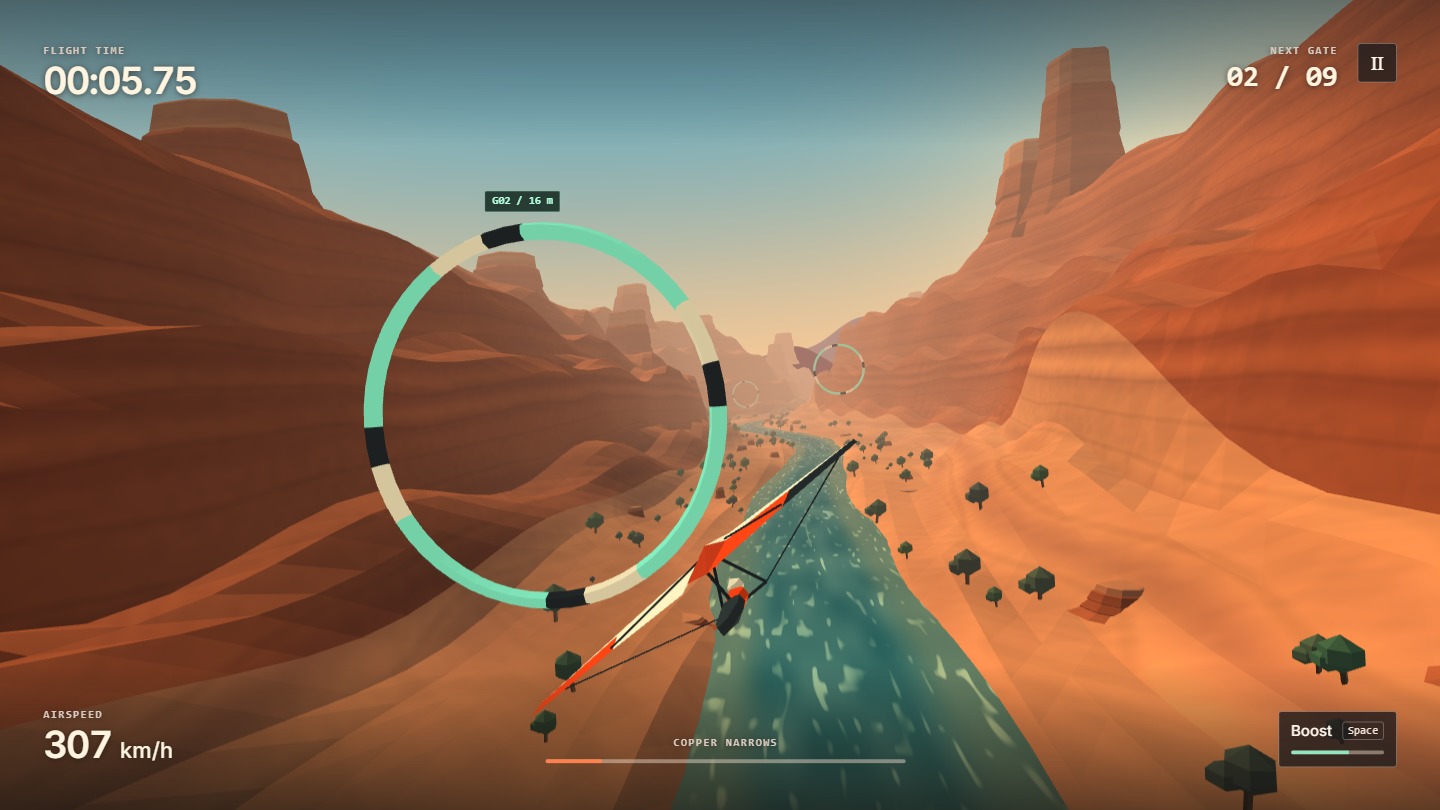 FLIGHT TIME
00:05.75
NEXT GATE
02 / 09
II
G02 / 16 m
AIRSPEED
307 km/h
COPPER NARROWS
Boost Space